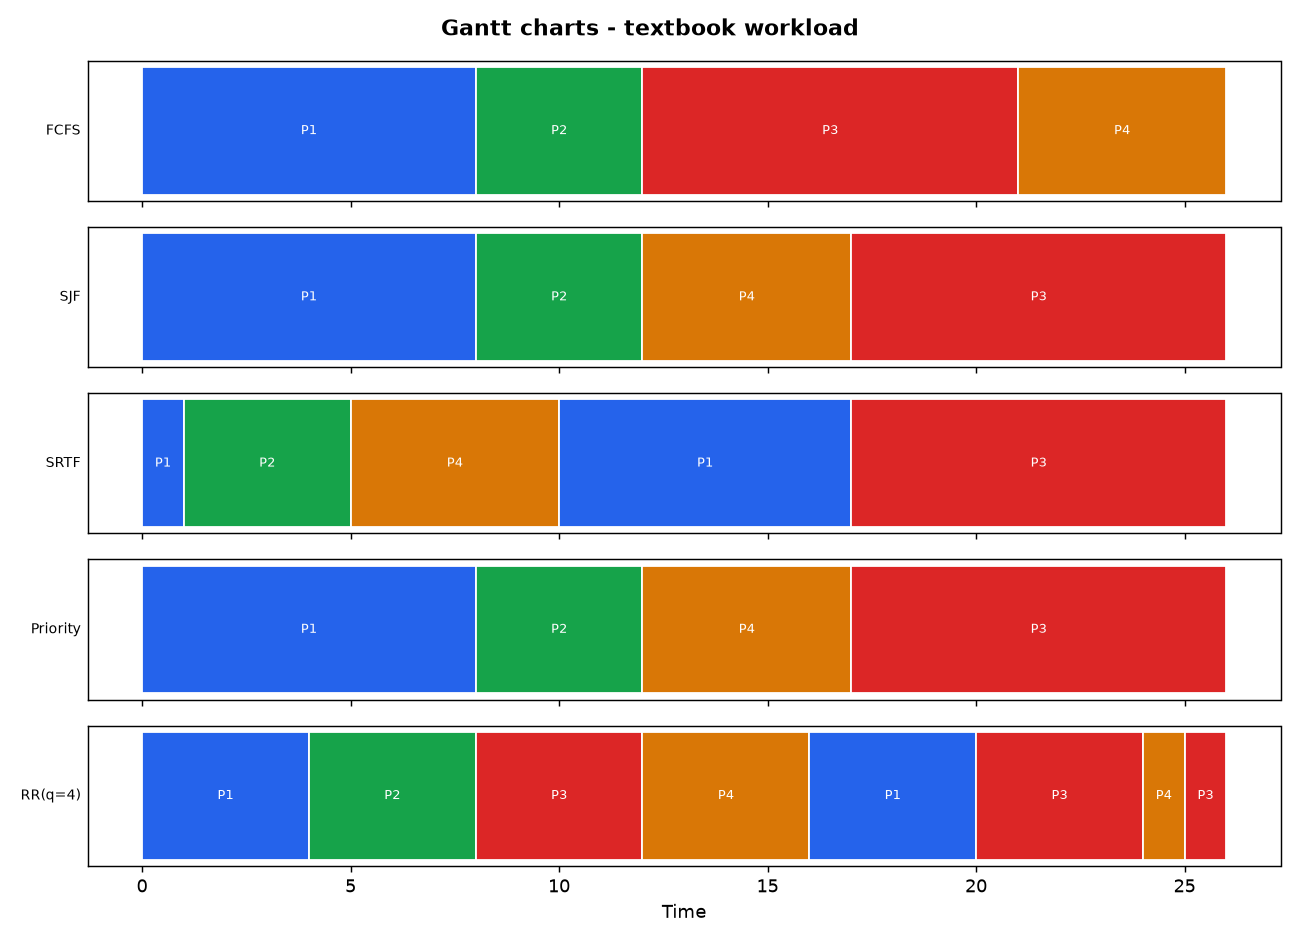 Gantt charts - textbook workload
FCFS P1 P2 P3 P4
SJF P1 P2 P4 P3
SRTF P1 P2 P4 P1 P3
Priority P1 P2 P4 P3
RR(q=4) P1 P2 P3 P4 P1 P3 P4 P3
0 5 10 15 20 25
Time